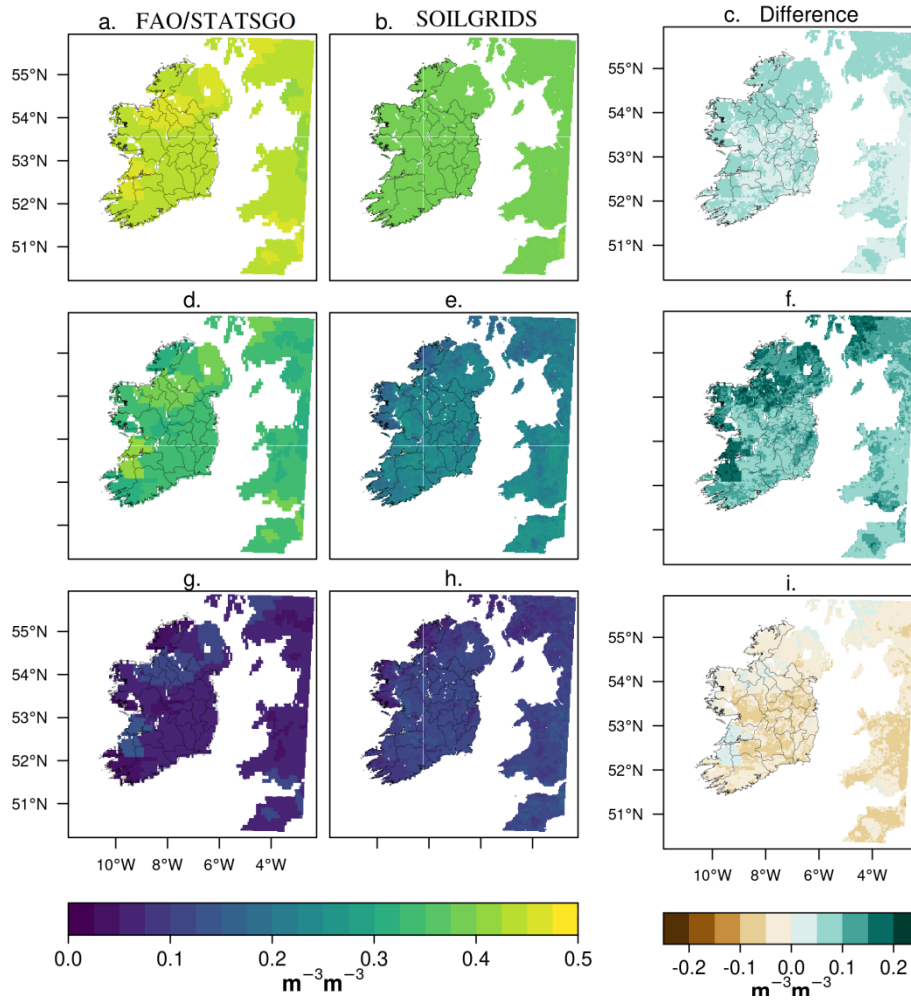 a. FAO/STATSGO
b. SOILGRIDS
c. Difference
55°N
54°N
53°N
52°N
51°N
55°N
54°N
53°N
52°N
51°N
d.
e.
f.
g.
h.
i.
55°N
54°N
53°N
52°N
51°N
55°N
54°N
53°N
52°N
51°N
10°W 8°W 6°W 4°W
10°W 8°W 6°W 4°W
0.0 0.1 0.2 0.3 0.4 0.5
m⁻³m⁻³
-0.2 -0.1 0.0 0.1 0.2
m⁻³m⁻³